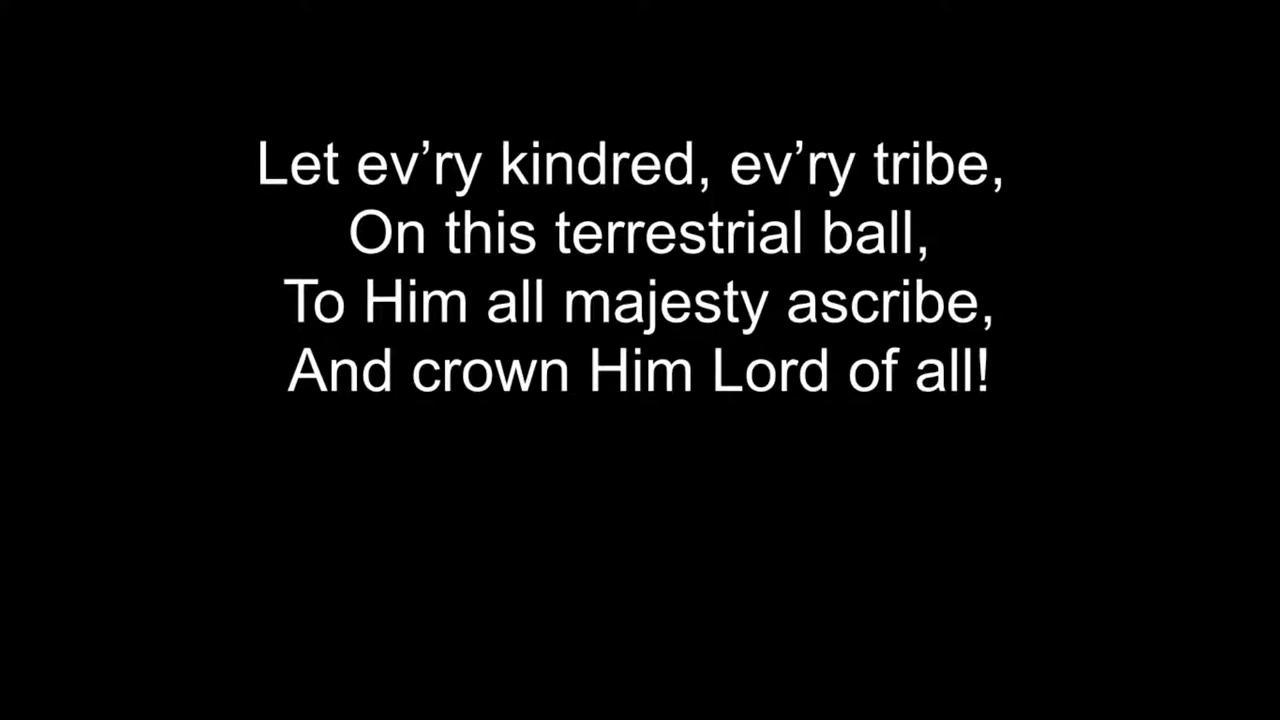 Let ev’ry kindred, ev’ry tribe,
On this terrestrial ball,
To Him all majesty ascribe,
And crown Him Lord of all!